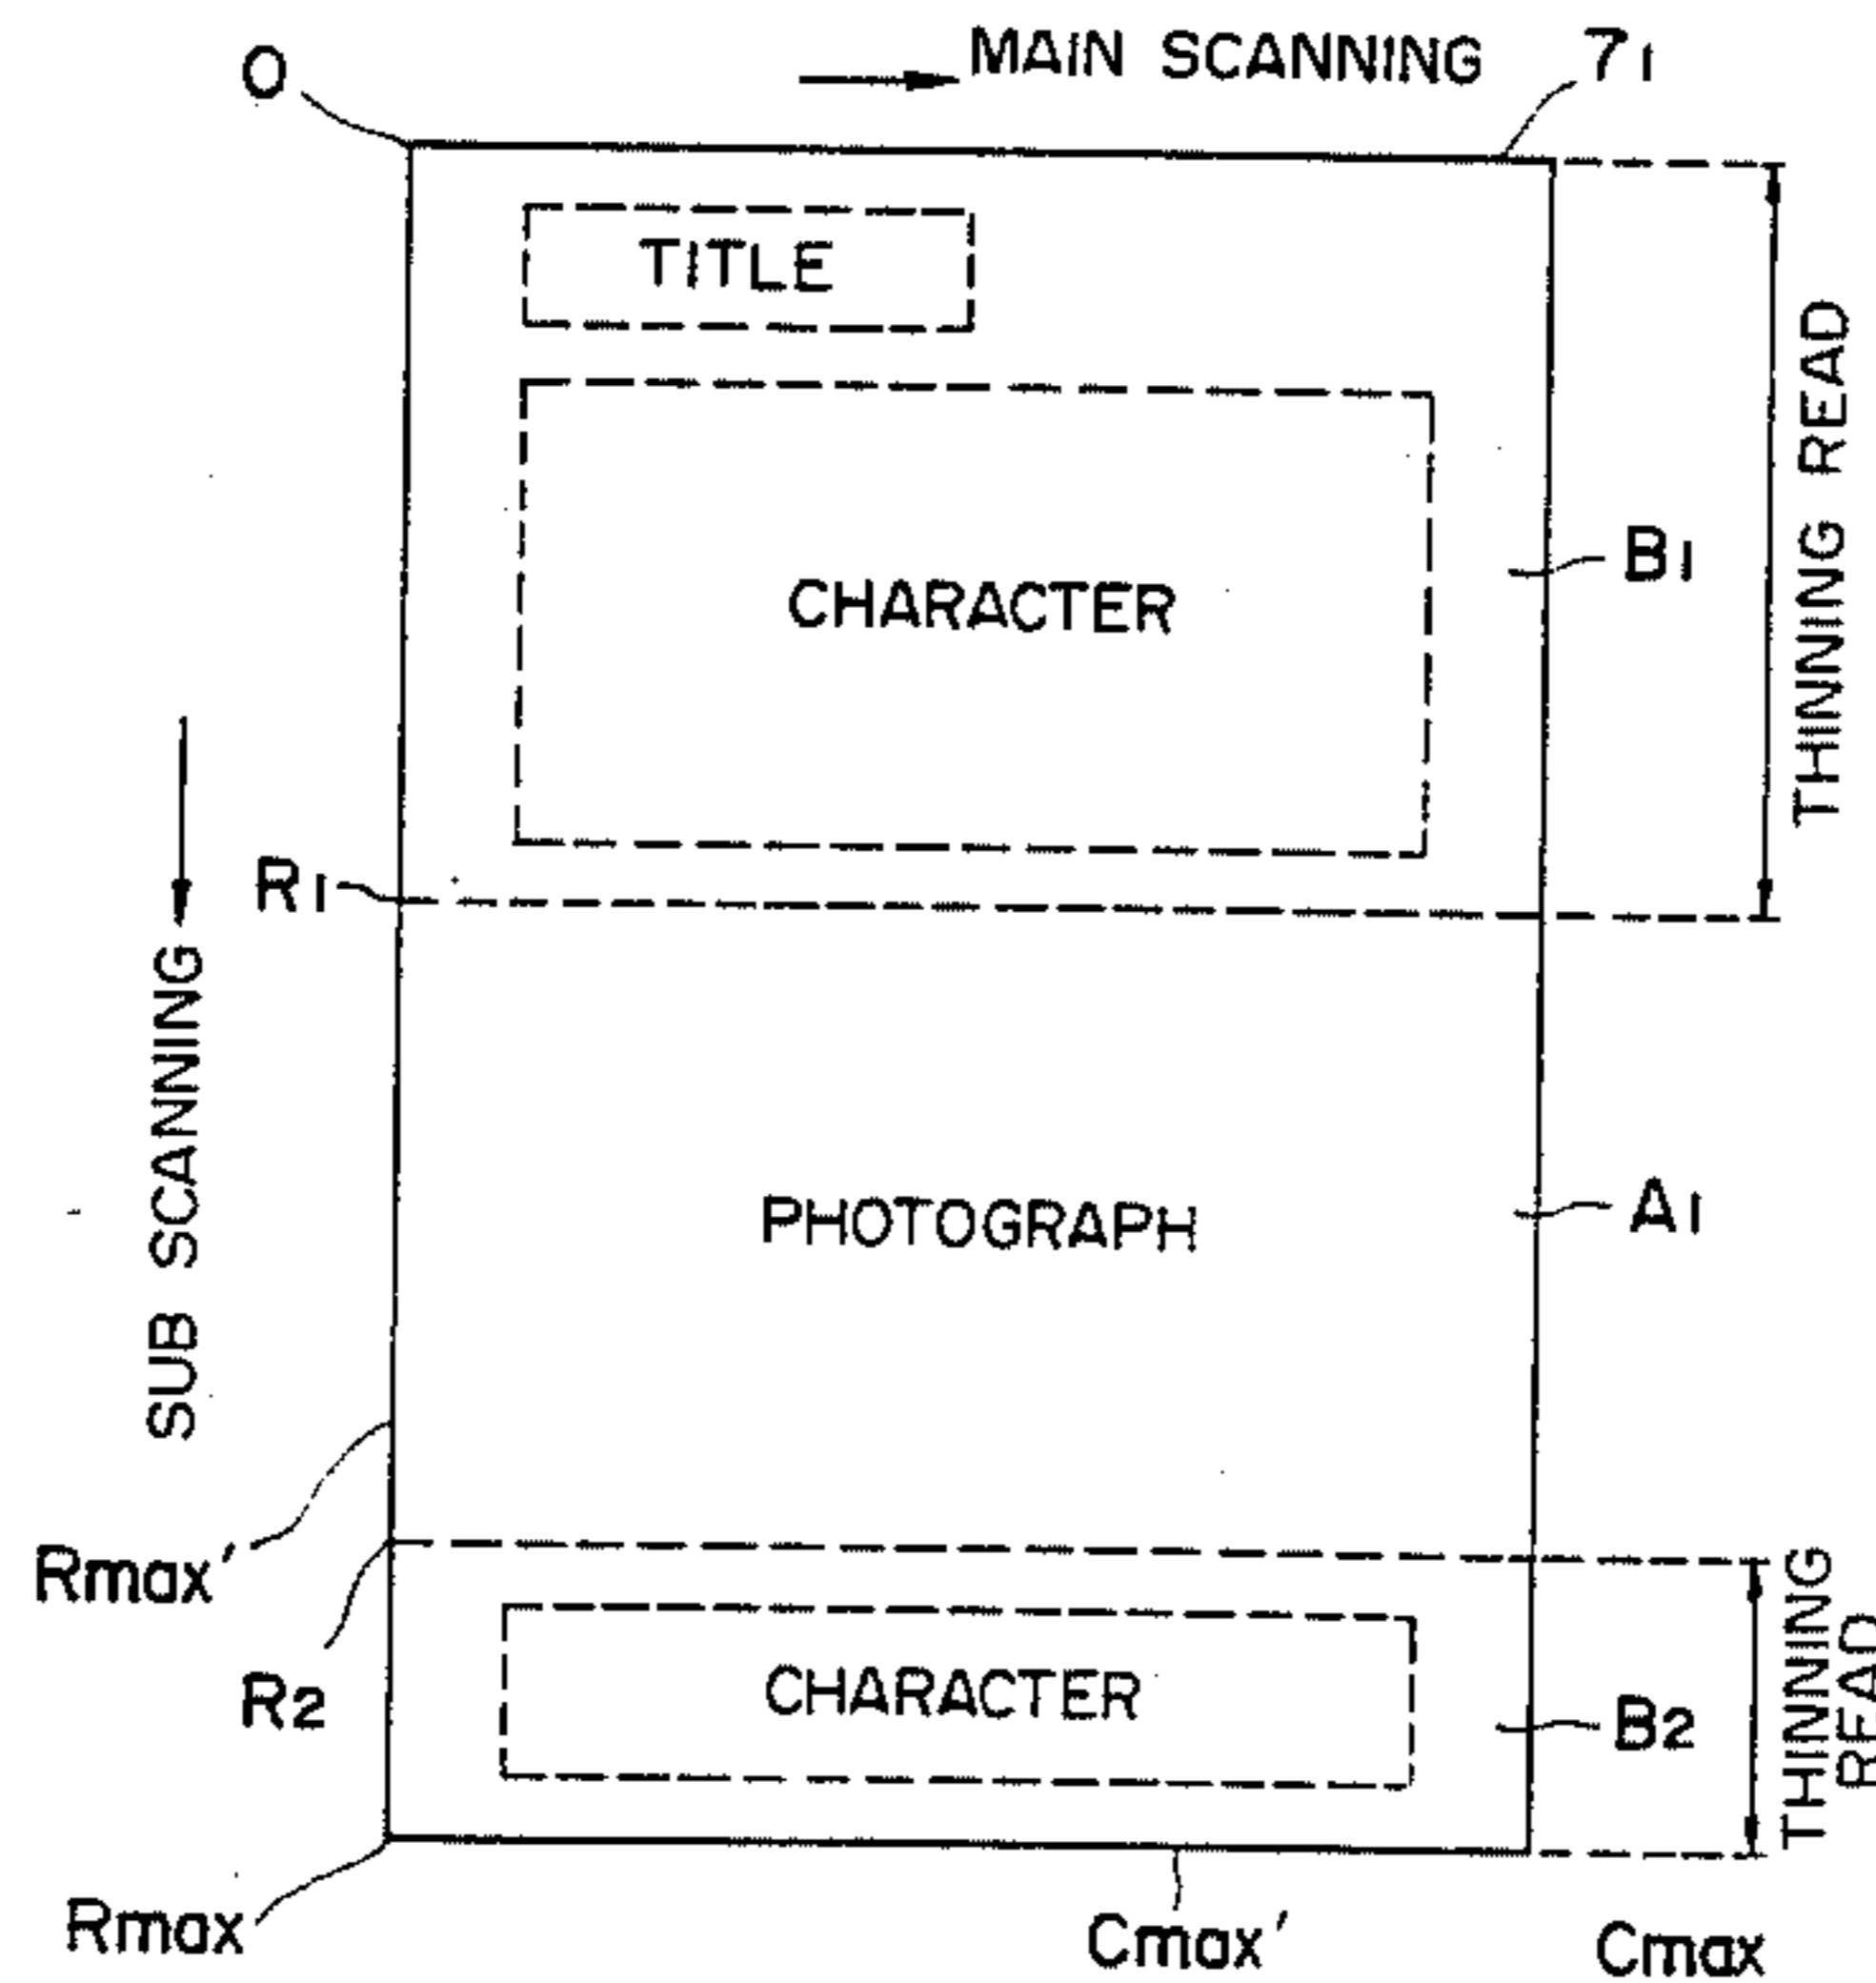 O
MAIN SCANNING
71
TITLE
CHARACTER
B1
THINNING READ
R1
SUB SCANNING
PHOTOGRAPH
A1
Rmax'
R2
CHARACTER
B2
THINNING
READ
Rmax
Cmax'
Cmax